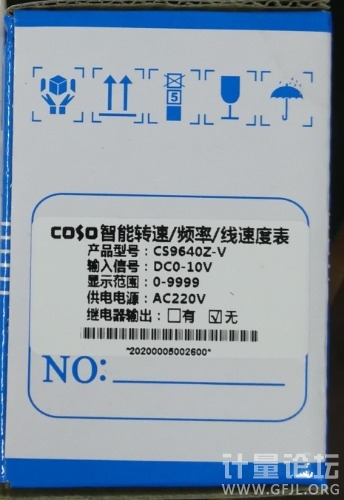 5
COSO智能转速/频率/线速度表
产品型号: CS9640Z-V
输入信号: DC0-10V
显示范围: 0-9999
供电电源: AC220V
继电器输出: □有 ☑无
*20200005002600*
NO:
计量论坛
WWW.GFJL.ORG